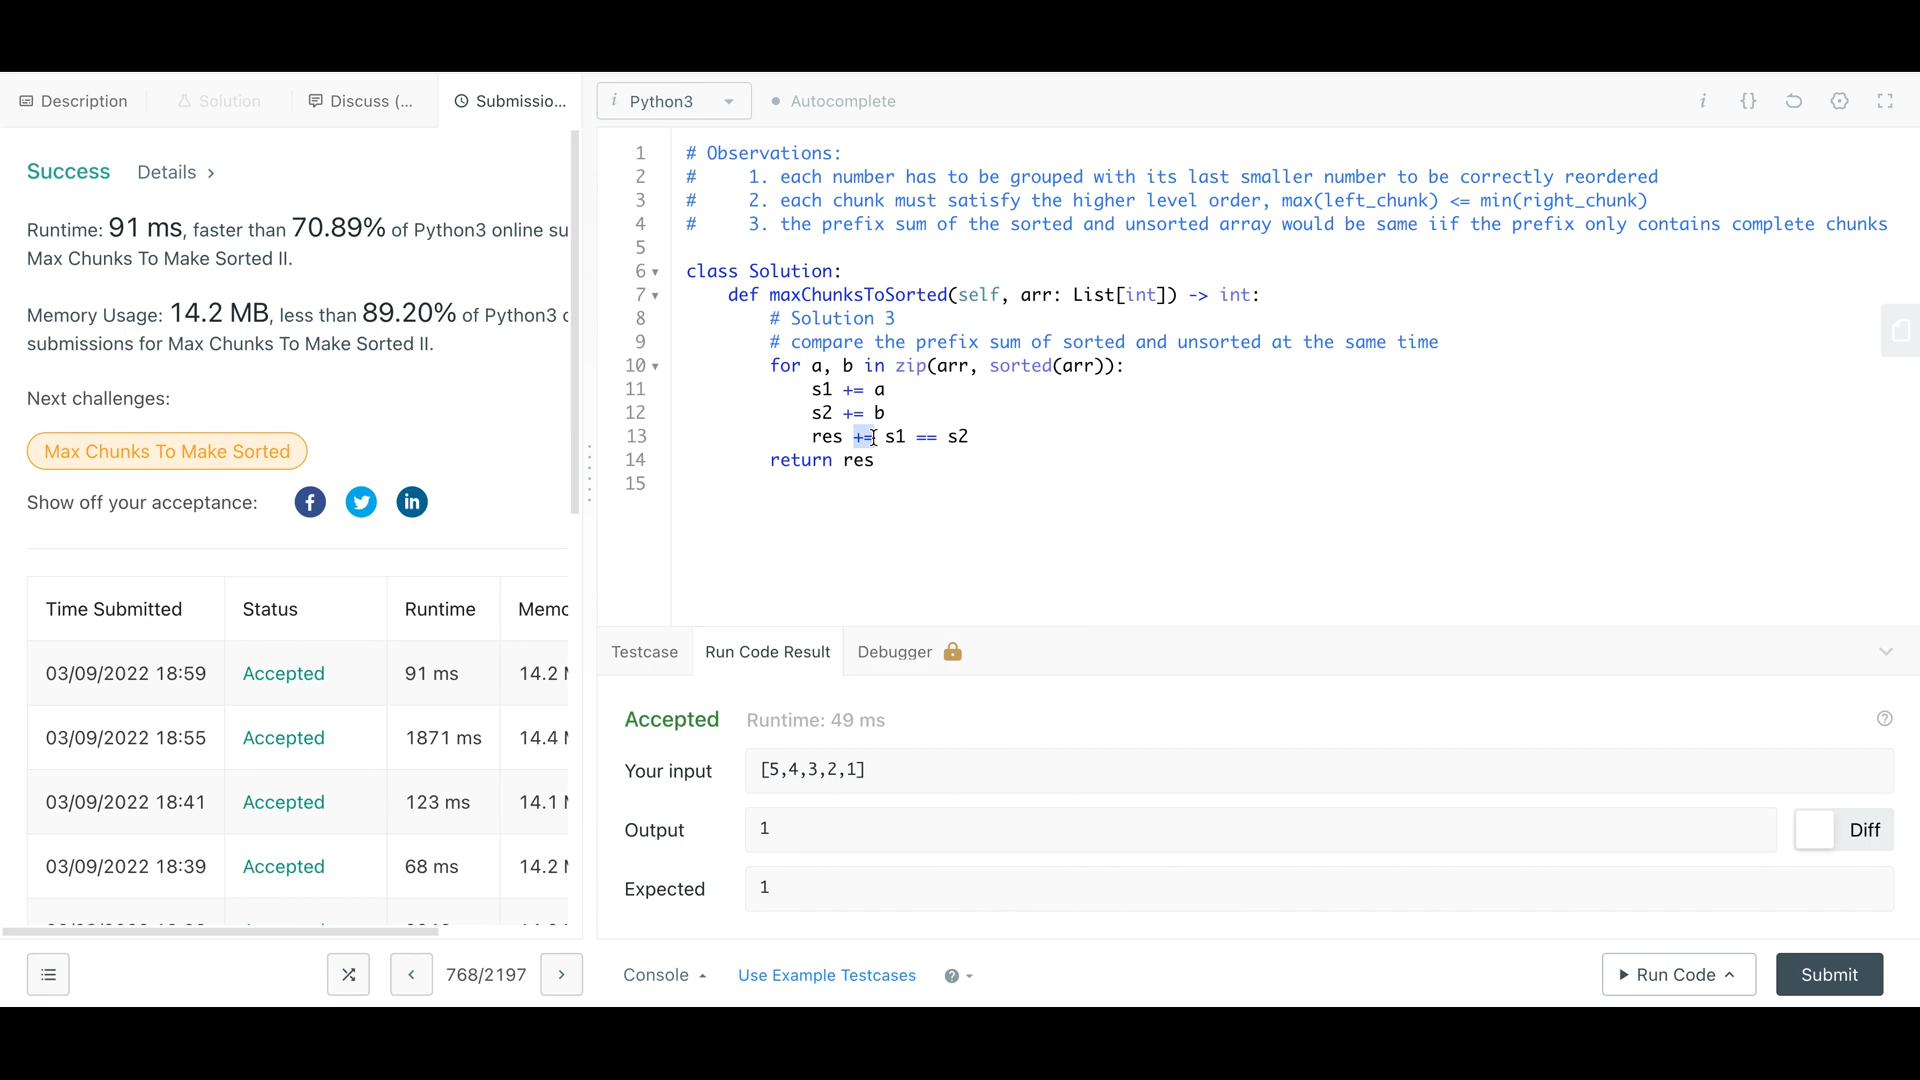 Description
Solution
Discuss (...
Submissio...
Success
Details
Runtime: 91 ms, faster than 70.89% of Python3 online su
Max Chunks To Make Sorted II.
Memory Usage: 14.2 MB, less than 89.20% of Python3
submissions for Max Chunks To Make Sorted II.
Next challenges:
Max Chunks To Make Sorted
Show off your acceptance:
Time Submitted Status Runtime Memo
03/09/2022 18:59 Accepted 91 ms 14.2
03/09/2022 18:55 Accepted 1871 ms 14.4
03/09/2022 18:41 Accepted 123 ms 14.1
03/09/2022 18:39 Accepted 68 ms 14.2
768/2197
i Python3
Autocomplete
i {}
1 # Observations:
2 # 1. each number has to be grouped with its last smaller number to be correctly reordered
3 # 2. each chunk must satisfy the higher level order, max(left_chunk) <= min(right_chunk)
4 # 3. the prefix sum of the sorted and unsorted array would be same iif the prefix only contains complete chunks
5
6 class Solution:
7 def maxChunksToSorted(self, arr: List[int]) -> int:
8 # Solution 3
9 # compare the prefix sum of sorted and unsorted at the same time
10 for a, b in zip(arr, sorted(arr)):
11 s1 += a
12 s2 += b
13 res += s1 == s2
14 return res
15
Testcase
Run Code Result
Debugger
Accepted Runtime: 49 ms
Your input [5,4,3,2,1]
Output 1
Diff
Expected 1
Console
Use Example Testcases
Run Code
Submit